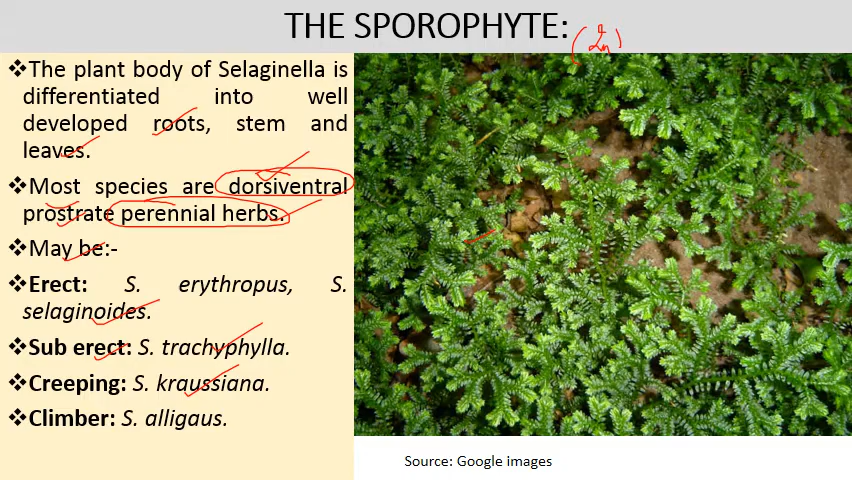 THE SPOROPHYTE:
(2n)
❖The plant body of Selaginella is
differentiated into well
developed roots, stem and
leaves.
❖Most species are dorsiventral
prostrate perennial herbs.
❖May be:-
❖Erect: S. erythropus, S.
selaginoides.
❖Sub erect: S. trachyphylla.
❖Creeping: S. kraussiana.
❖Climber: S. alligaus.
Source: Google images